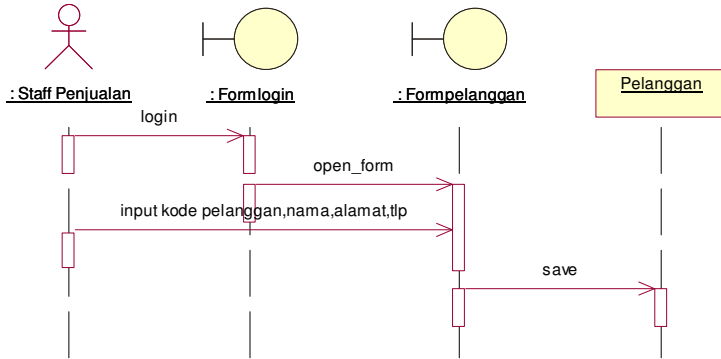 : Staff Penjualan
: Formlogin
: Formpelanggan
Pelanggan
login
open_form
input kode pelanggan,nama,alamat,tlp
save